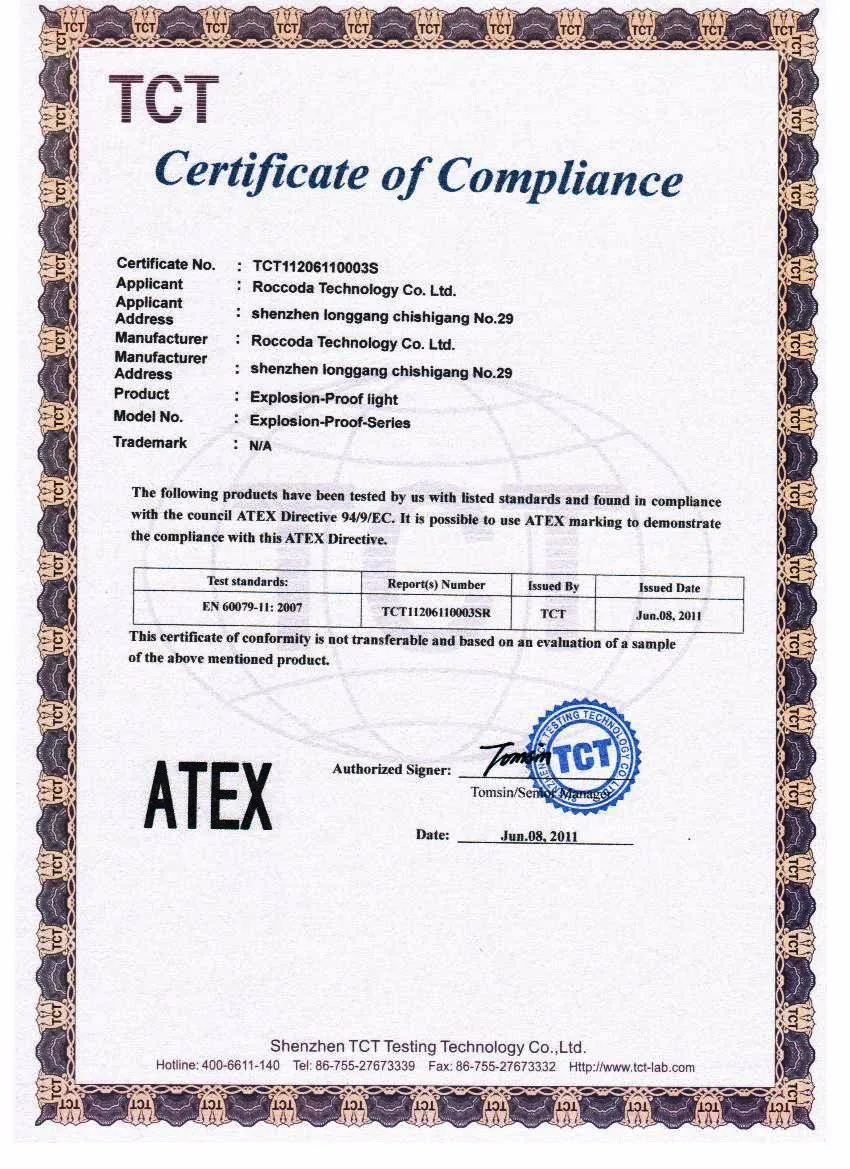 TCT
Certificate of Compliance
Certificate No. : TCT11206110003S
Applicant : Roccoda Technology Co. Ltd.
Applicant
Address : shenzhen longgang chishigang No.29
Manufacturer : Roccoda Technology Co. Ltd.
Manufacturer
Address : shenzhen longgang chishigang No.29
Product : Explosion-Proof light
Model No. : Explosion-Proof-Series
Trademark : N/A
The following products have been tested by us with listed standards and found in compliance
with the council ATEX Directive 94/9/EC. It is possible to use ATEX marking to demonstrate
the compliance with this ATEX Directive.
Test standards: Report(s) Number Issued By Issued Date
EN 60079-11: 2007 TCT11206110003SR TCT Jun.08, 2011
This certificate of conformity is not transferable and based on an evaluation of a sample
of the above mentioned product.
ATEX
Authorized Signer: Tomsin
TCT
SHENZHEN TCT TESTING TECHNOLOGY CO.LTD
Tomsin/Senior Manager
Date: Jun.08, 2011
Shenzhen TCT Testing Technology Co.,Ltd.
Hotline: 400-6611-140 Tel: 86-755-27673339 Fax: 86-755-27673332 Http://www.tct-lab.com